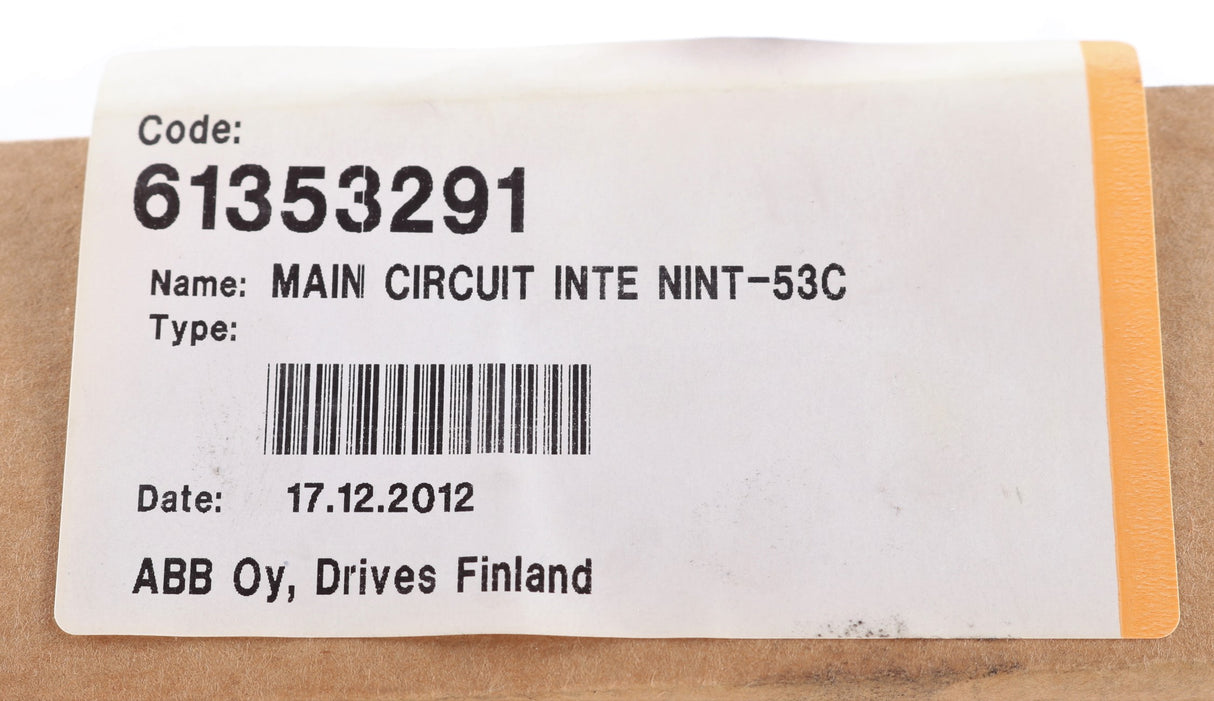 Code:
61353291
Name: MAIN CIRCUIT INTE NINT-53C
Type:
Date: 17.12.2012
ABB Oy, Drives Finland